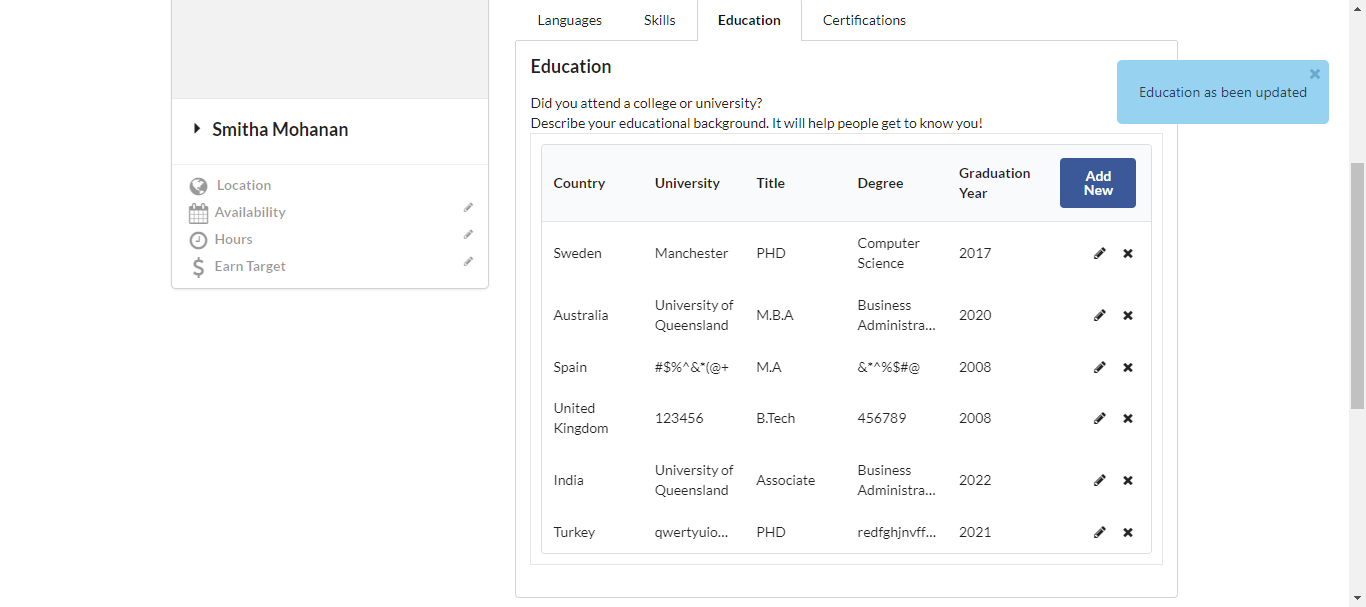 Languages Skills Education Certifications
Education
Did you attend a college or university?
Describe your educational background. It will help people get to know you!
Education as been updated
Smitha Mohanan
Location
Availability
Hours
Earn Target
Country University Title Degree Graduation Year Add New
Sweden Manchester PHD Computer Science 2017
Australia University of Queensland M.B.A Business Administra... 2020
Spain #$%^&*(@+ M.A &*^%$#@ 2008
United Kingdom 123456 B.Tech 456789 2008
India University of Queensland Associate Business Administra... 2022
Turkey qwertyuio... PHD redfghjnvff... 2021